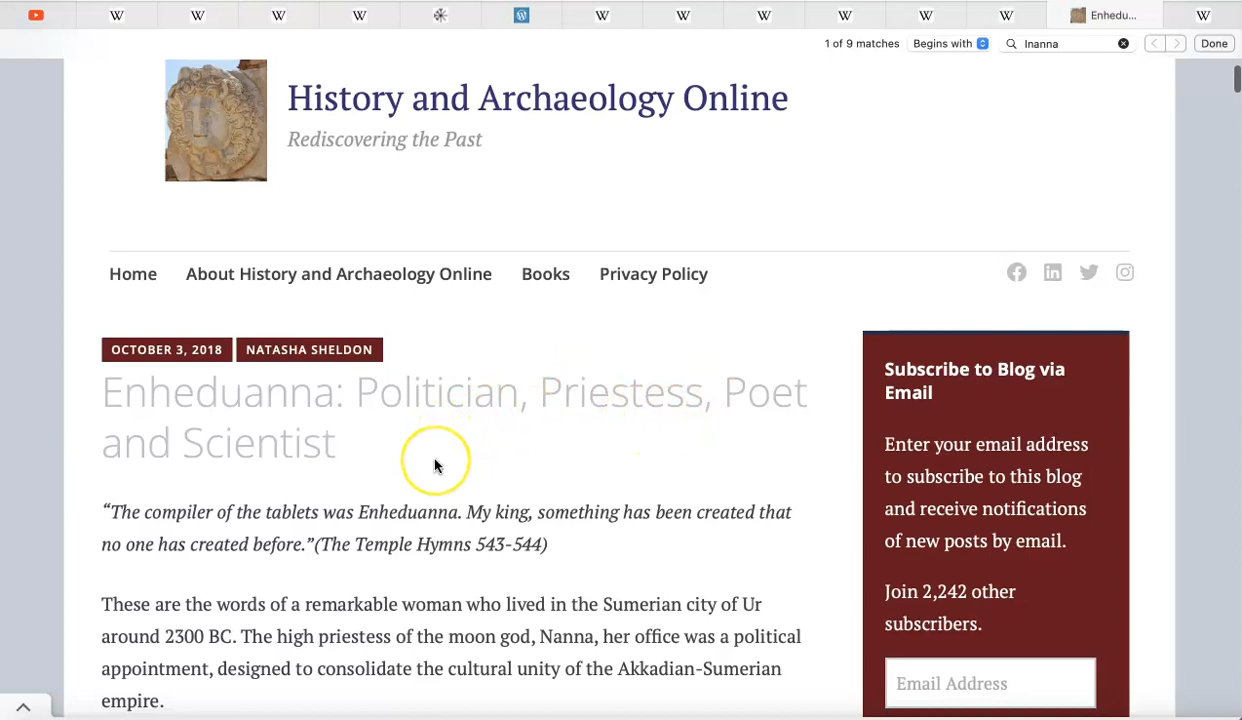 Enhedu...
1 of 9 matches Begins with Inanna Done
History and Archaeology Online
Rediscovering the Past
Home About History and Archaeology Online Books Privacy Policy
OCTOBER 3, 2018 NATASHA SHELDON
Enheduanna: Politician, Priestess, Poet
and Scientist
“The compiler of the tablets was Enheduanna. My king, something has been created that
no one has created before.”(The Temple Hymns 543-544)
These are the words of a remarkable woman who lived in the Sumerian city of Ur
around 2300 BC. The high priestess of the moon god, Nanna, her office was a political
appointment, designed to consolidate the cultural unity of the Akkadian-Sumerian
empire.
Subscribe to Blog via
Email
Enter your email address
to subscribe to this blog
and receive notifications
of new posts by email.
Join 2,242 other
subscribers.
Email Address